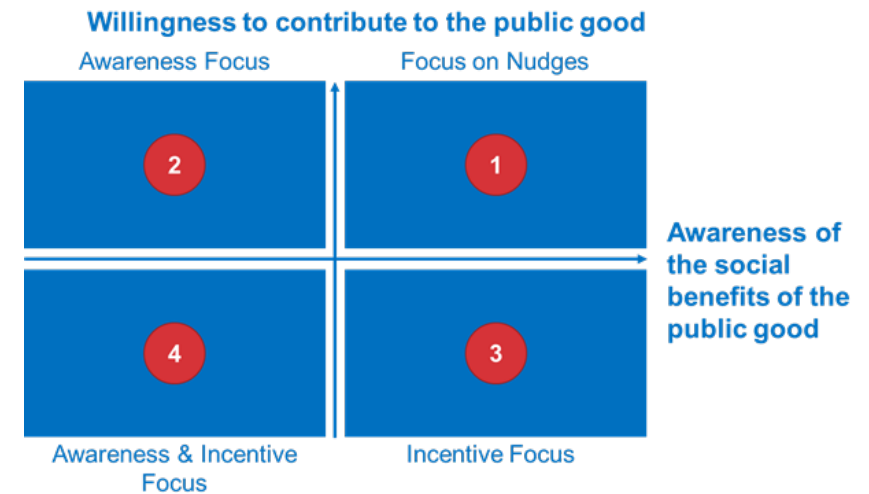 Willingness to contribute to the public good
Awareness Focus
Focus on Nudges
2
1
Awareness of
the social
benefits of the
public good
4
3
Awareness & Incentive
Focus
Incentive Focus